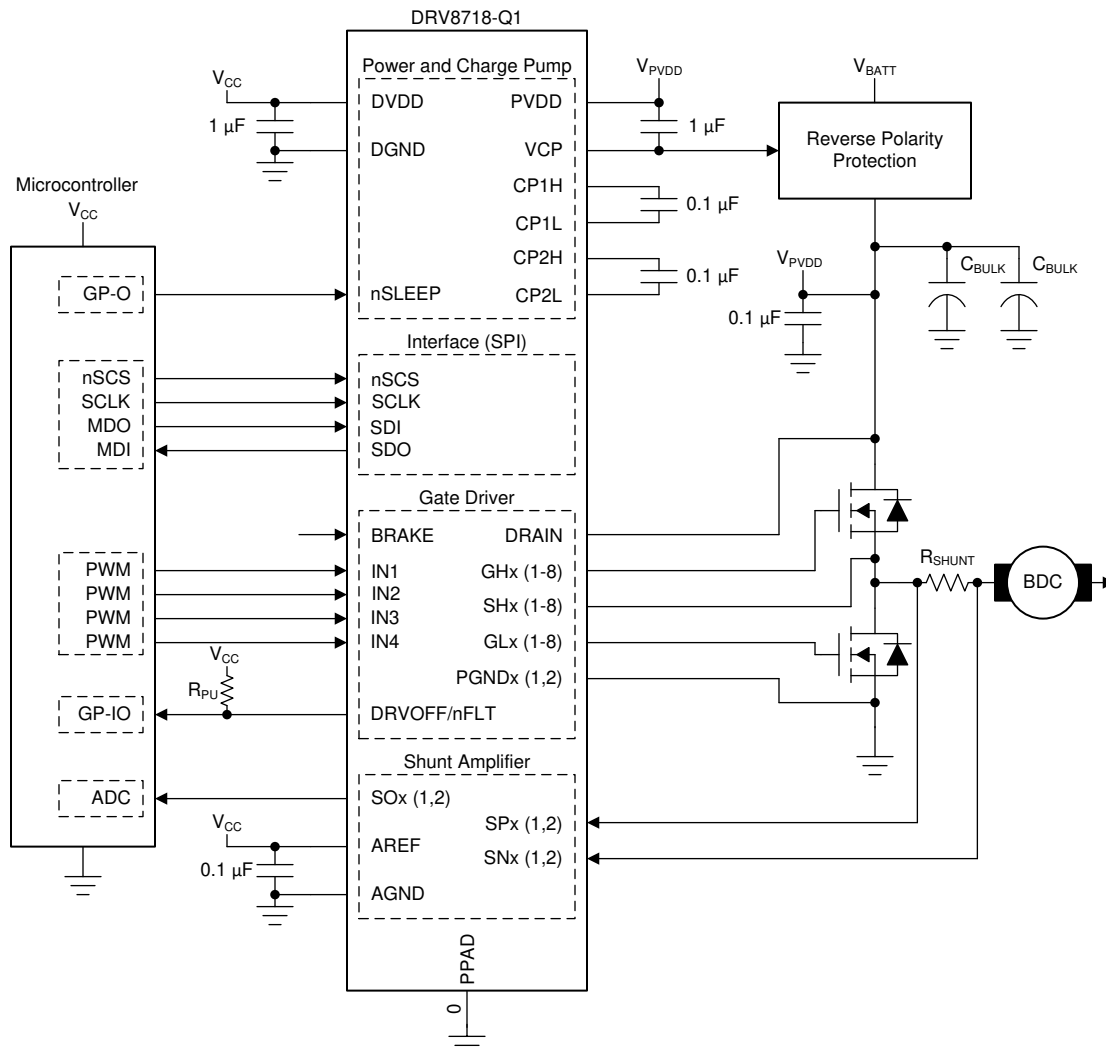 DRV8718-Q1
Power and Charge Pump
VCC
DVDD
1 µF
DGND
PVDD
VPVDD
1 µF
VCP
CP1H
0.1 µF
CP1L
CP2H
0.1 µF
CP2L
nSLEEP
VBATT
Reverse Polarity
Protection
VPVDD
0.1 µF
CBULK
CBULK
Microcontroller
VCC
GP-O
nSCS
SCLK
MDO
MDI
Interface (SPI)
nSCS
SCLK
SDI
SDO
Gate Driver
BRAKE
DRAIN
PWM
IN1
GHx (1-8)
PWM
IN2
SHx (1-8)
PWM
IN3
PWM
IN4
GLx (1-8)
PGNDx (1,2)
VCC
RPU
GP-IO
DRVOFF/nFLT
RSHUNT
BDC
Shunt Amplifier
ADC
SOx (1,2)
SPx (1,2)
VCC
AREF
SNx (1,2)
0.1 µF
AGND
PPAD
0